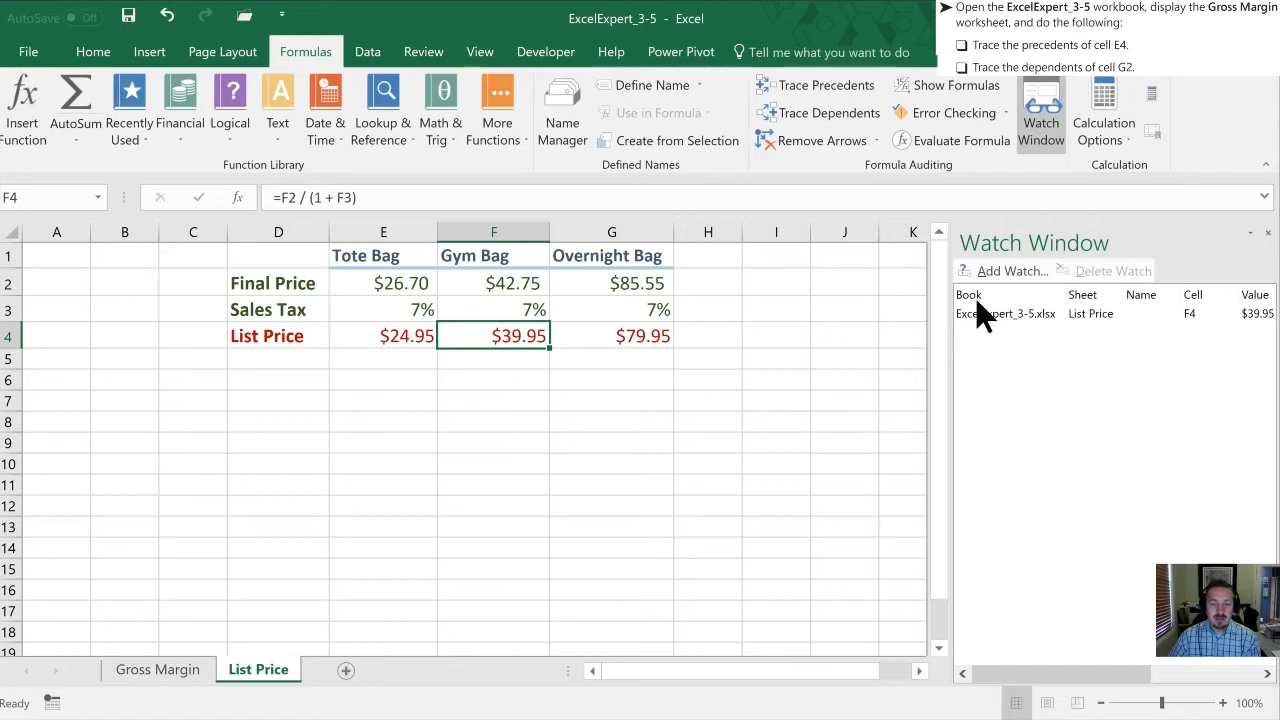 AutoSave Off
ExcelExpert_3-5 - Excel
➤ Open the ExcelExpert_3-5 workbook, display the Gross Margin
worksheet, and do the following:
❑ Trace the precedents of cell E4.
❑ Trace the dependents of cell G2.
File Home Insert Page Layout Formulas Data Review View Developer Help Power Pivot Tell me what you want to do
Insert Function
AutoSum
Recently Used
Financial
Logical
Text
Date & Time
Lookup & Reference
Math & Trig
More Functions
Function Library
Name Manager
Define Name
Use in Formula
Create from Selection
Defined Names
Trace Precedents
Trace Dependents
Remove Arrows
Show Formulas
Error Checking
Evaluate Formula
Formula Auditing
Watch Window
Calculation Options
Calculation
F4 fx =F2 / (1 + F3)
A B C D E F G H I J K
1 Tote Bag Gym Bag Overnight Bag
2 Final Price $26.70 $42.75 $85.55
3 Sales Tax 7% 7% 7%
4 List Price $24.95 $39.95 $79.95
5
6
7
8
9
10
11
12
13
14
15
16
17
18
19
Watch Window
Add Watch... Delete Watch
Book Sheet Name Cell Value
ExcelExpert_3-5.xlsx List Price F4 $39.95
Gross Margin List Price
Ready 100%